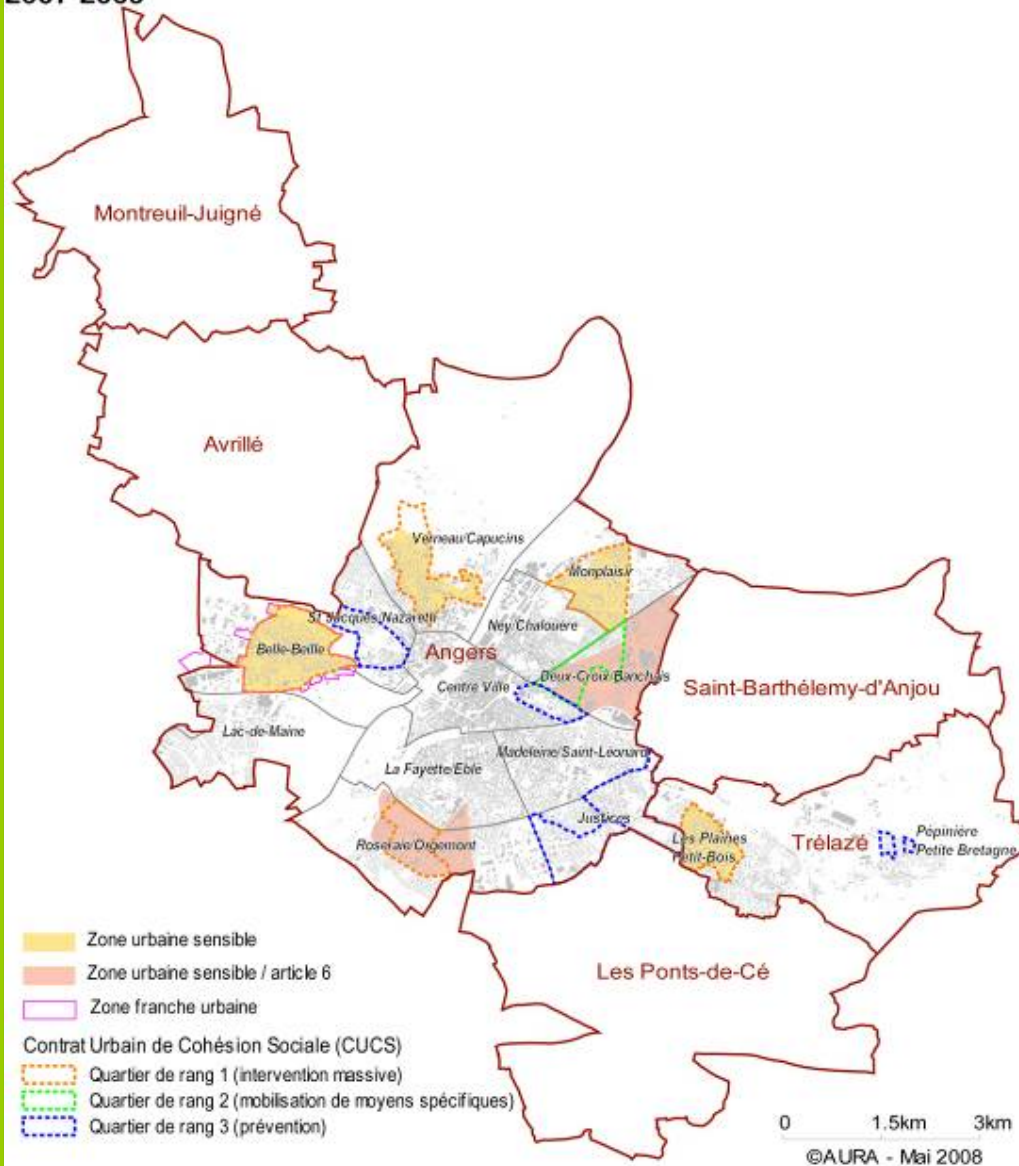 Montreuil-Juigné
Avrillé
Verneau/Capucins
Monplaisir
St Jacques/Nazareth
Ney/Chalouere
Belle-Beille
Angers
Deux-Croix/Banchais
Centre Ville
Saint-Barthélemy-d'Anjou
Lac-de-Maine
Madeleine/Saint-Léonard
La Fayette/Eblé
Justices
Roseraie/Orgemont
Les Plaines
Petit-Bois
Trélazé
Pépinière
Petite Bretagne
Les Ponts-de-Cé
Zone urbaine sensible
Zone urbaine sensible / article 6
Zone franche urbaine
Contrat Urbain de Cohésion Sociale (CUCS)
Quartier de rang 1 (intervention massive)
Quartier de rang 2 (mobilisation de moyens spécifiques)
Quartier de rang 3 (prévention)
0 1.5km 3km
©AURA - Mai 2008